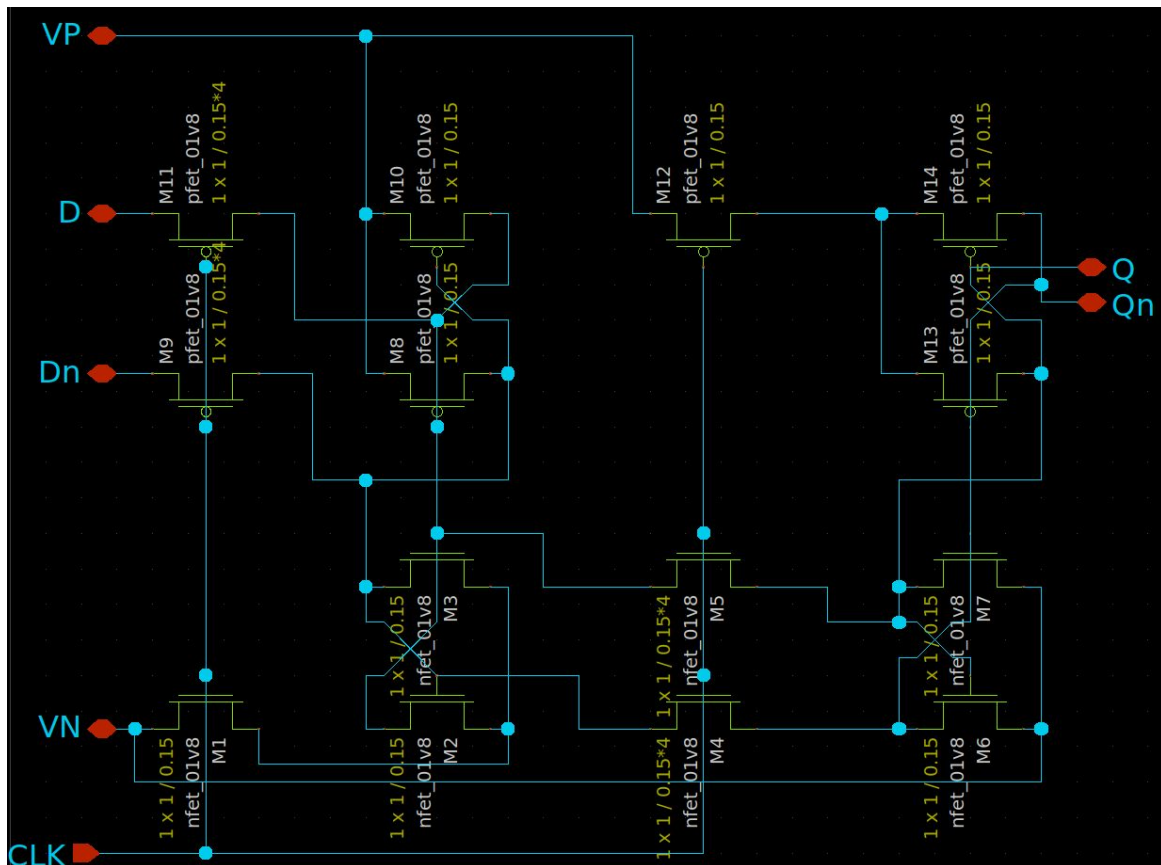 VP
M11
pfet_01v8
1 x 1 / 0.15*4
M10
pfet_01v8
1 x 1 / 0.15
M12
pfet_01v8
1 x 1 / 0.15
M14
pfet_01v8
1 x 1 / 0.15
D
Q
Qn
M9
pfet_01v8
1 x 1 / 0.15*4
M8
pfet_01v8
1 x 1 / 0.15
M13
pfet_01v8
1 x 1 / 0.15
Dn
M3
nfet_01v8
1 x 1 / 0.15
M5
nfet_01v8
1 x 1 / 0.15*4
M7
nfet_01v8
1 x 1 / 0.15
VN
M1
nfet_01v8
1 x 1 / 0.15
M2
nfet_01v8
1 x 1 / 0.15
M4
nfet_01v8
1 x 1 / 0.15*4
M6
nfet_01v8
1 x 1 / 0.15
CLK